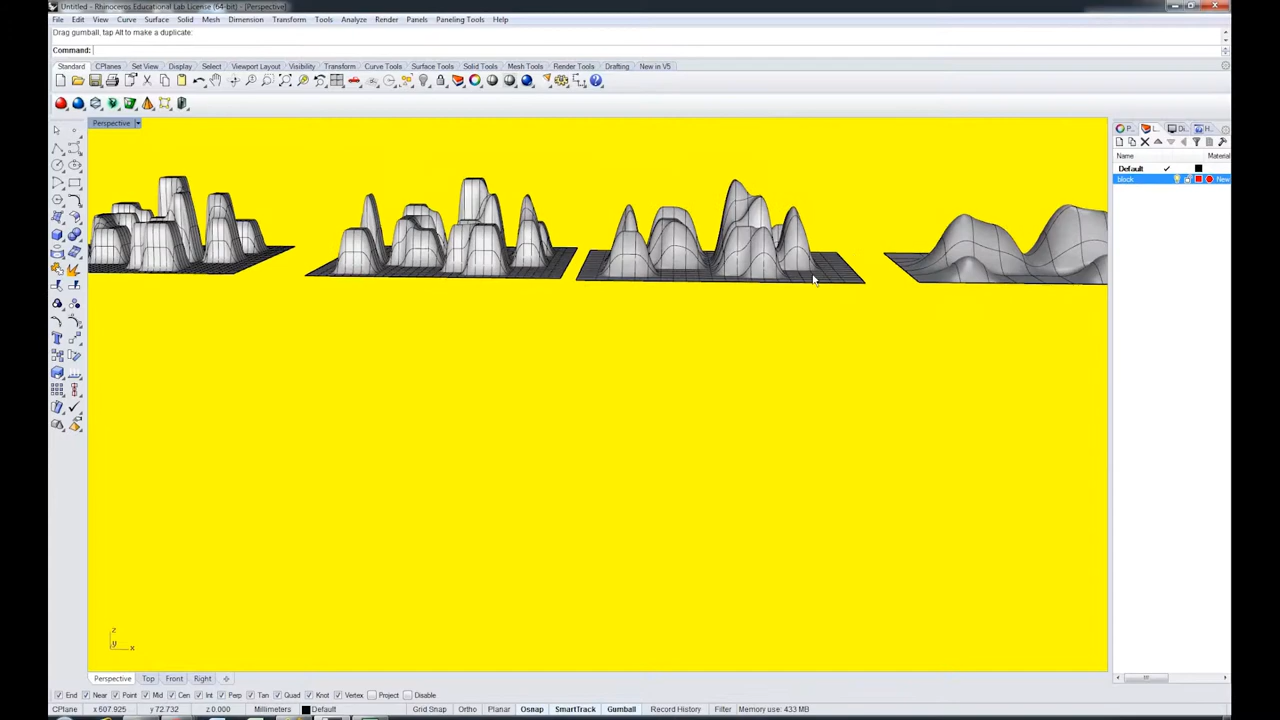 Untitled - Rhinoceros Educational Lab License (64-bit) - [Perspective]
File Edit View Curve Surface Solid Mesh Dimension Transform Tools Analyze Render Panels Paneling Tools Help
Drag gumball, tap Alt to make a duplicate:
Command:
Standard CPlanes Set View Display Select Viewport Layout Visibility Transform Curve Tools Surface Tools Solid Tools Mesh Tools Render Tools Drafting New in V5
Perspective
P... L... Di... H...
Name Material
Default
block New
z
y x
Perspective Top Front Right
End Near Point Mid Cen Int Perp Tan Quad Knot Vertex Project Disable
CPlane x 607.925 y 72.732 z 0.000 Millimeters Default Grid Snap Ortho Planar Osnap SmartTrack Gumball Record History Filter Memory use: 433 MB